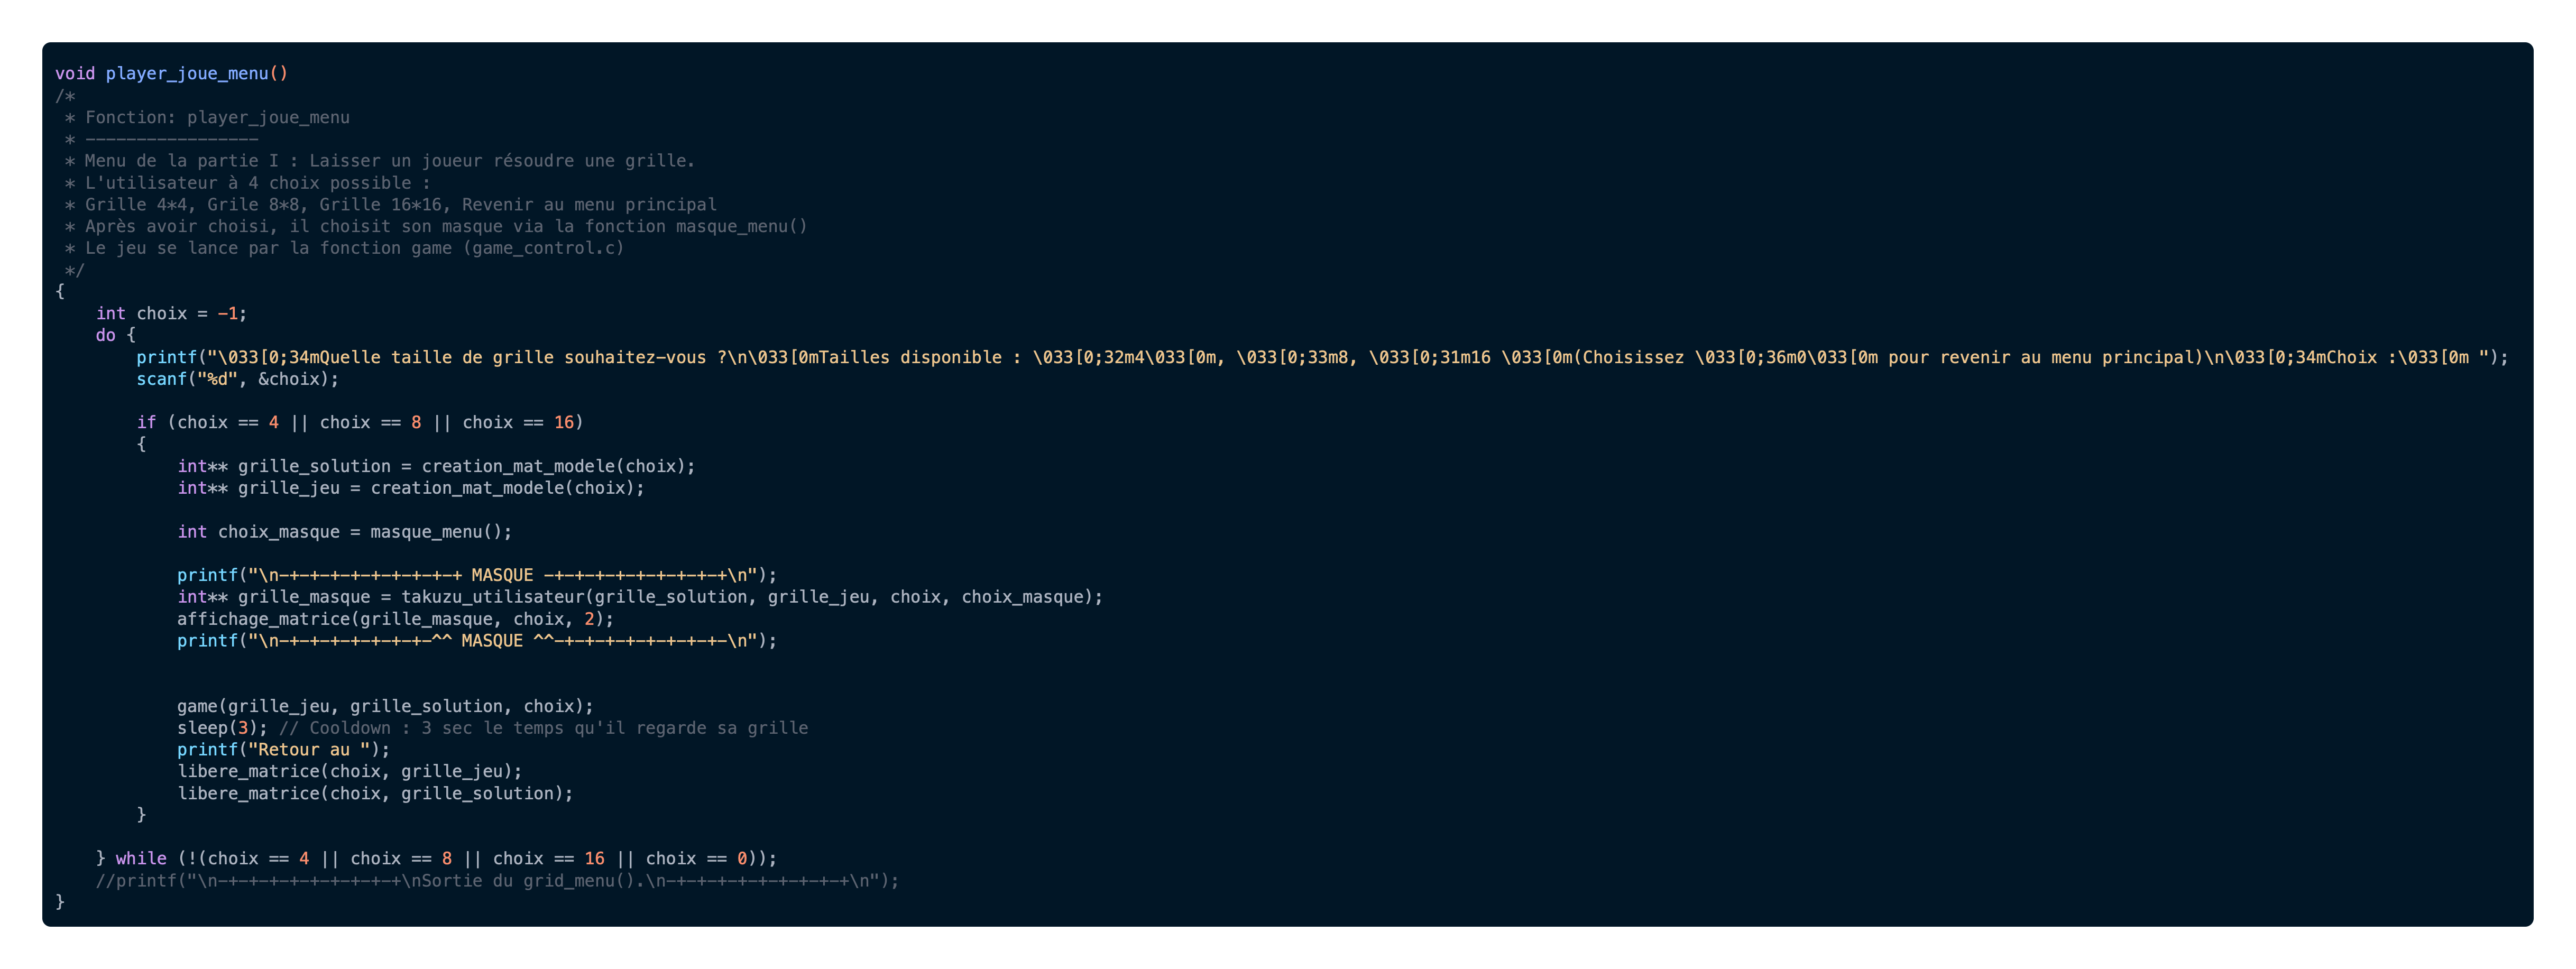 void player_joue_menu()
/*
 * Fonction: player_joue_menu
 * -----------------
 * Menu de la partie I : Laisser un joueur résoudre une grille.
 * L'utilisateur à 4 choix possible :
 * Grille 4*4, Grile 8*8, Grille 16*16, Revenir au menu principal
 * Après avoir choisi, il choisit son masque via la fonction masque_menu()
 * Le jeu se lance par la fonction game (game_control.c)
 */
{
    int choix = -1;
    do {
        printf("\033[0;34mQuelle taille de grille souhaitez-vous ?\n\033[0mTailles disponible : \033[0;32m4\033[0m, \033[0;33m8, \033[0;31m16 \033[0m(Choisissez \033[0;36m0\033[0m pour revenir au menu principal)\n\033[0;34mChoix :\033[0m ");
        scanf("%d", &choix);

        if (choix == 4 || choix == 8 || choix == 16)
        {
            int** grille_solution = creation_mat_modele(choix);
            int** grille_jeu = creation_mat_modele(choix);

            int choix_masque = masque_menu();

            printf("\n-+-+-+-+-+-+-+-+-+ MASQUE -+-+-+-+-+-+-+-+-+\n");
            int** grille_masque = takuzu_utilisateur(grille_solution, grille_jeu, choix, choix_masque);
            affichage_matrice(grille_masque, choix, 2);
            printf("\n-+-+-+-+-+-+-+-^^ MASQUE ^^-+-+-+-+-+-+-+-+-\n");


            game(grille_jeu, grille_solution, choix);
            sleep(3); // Cooldown : 3 sec le temps qu'il regarde sa grille
            printf("Retour au ");
            libere_matrice(choix, grille_jeu);
            libere_matrice(choix, grille_solution);
        }

    } while (!(choix == 4 || choix == 8 || choix == 16 || choix == 0));
    //printf("\n-+-+-+-+-+-+-+-+-+\nSortie du grid_menu().\n-+-+-+-+-+-+-+-+-+\n");
}